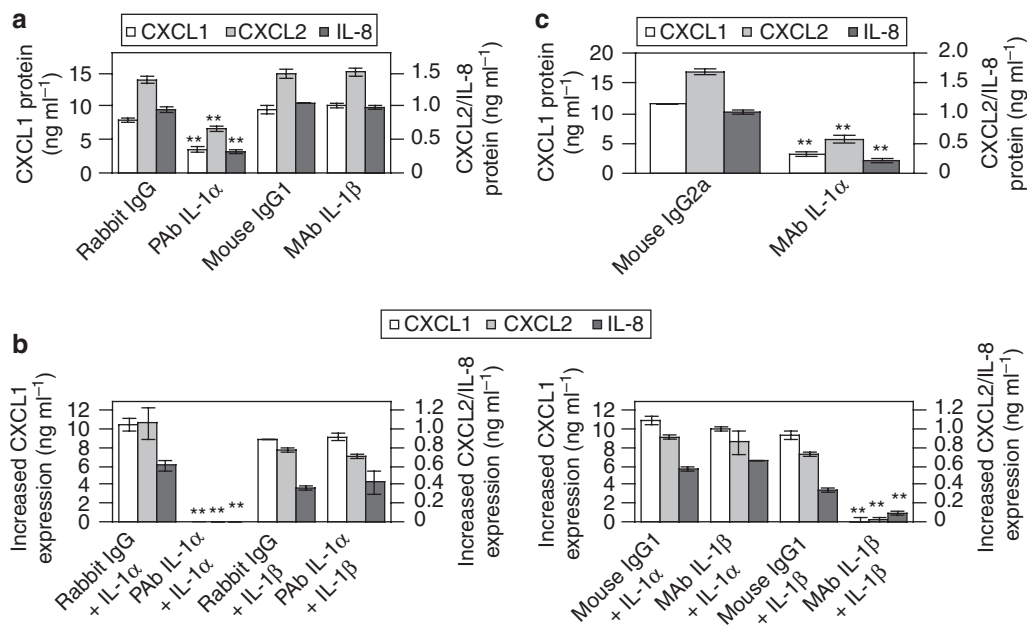 a
CXCL1 CXCL2 IL-8
CXCL1 protein
(ng ml⁻¹)
15
10
5
0
** ** **
1.5
1.0
0.5
0
CXCL2/IL-8
protein (ng ml⁻¹)
Rabbit IgG
PAb IL-1α
Mouse IgG1
MAb IL-1β
c
CXCL1 CXCL2 IL-8
CXCL1 protein
(ng ml⁻¹)
20
15
10
5
0
** ** **
2.0
1.5
1.0
0.5
0
CXCL2/IL-8
protein (ng ml⁻¹)
Mouse IgG2a
MAb IL-1α
CXCL1 CXCL2 IL-8
b
Increased CXCL1
expression (ng ml⁻¹)
12
10
8
6
4
2
0
** ** **
1.2
1
0.8
0.6
0.4
0.2
0
Increased CXCL2/IL-8
expression (ng ml⁻¹)
Rabbit IgG
+ IL-1α
PAb IL-1α
+ IL-1α
Rabbit IgG
+ IL-1β
PAb IL-1α
+ IL-1β
Increased CXCL1
expression (ng ml⁻¹)
12
10
8
6
4
2
0
** ** **
1.2
1
0.8
0.6
0.4
0.2
0
Increased CXCL2/IL-8
expression (ng ml⁻¹)
Mouse IgG1
+ IL-1α
MAb IL-1β
+ IL-1α
Mouse IgG1
+ IL-1β
MAb IL-1β
+ IL-1β